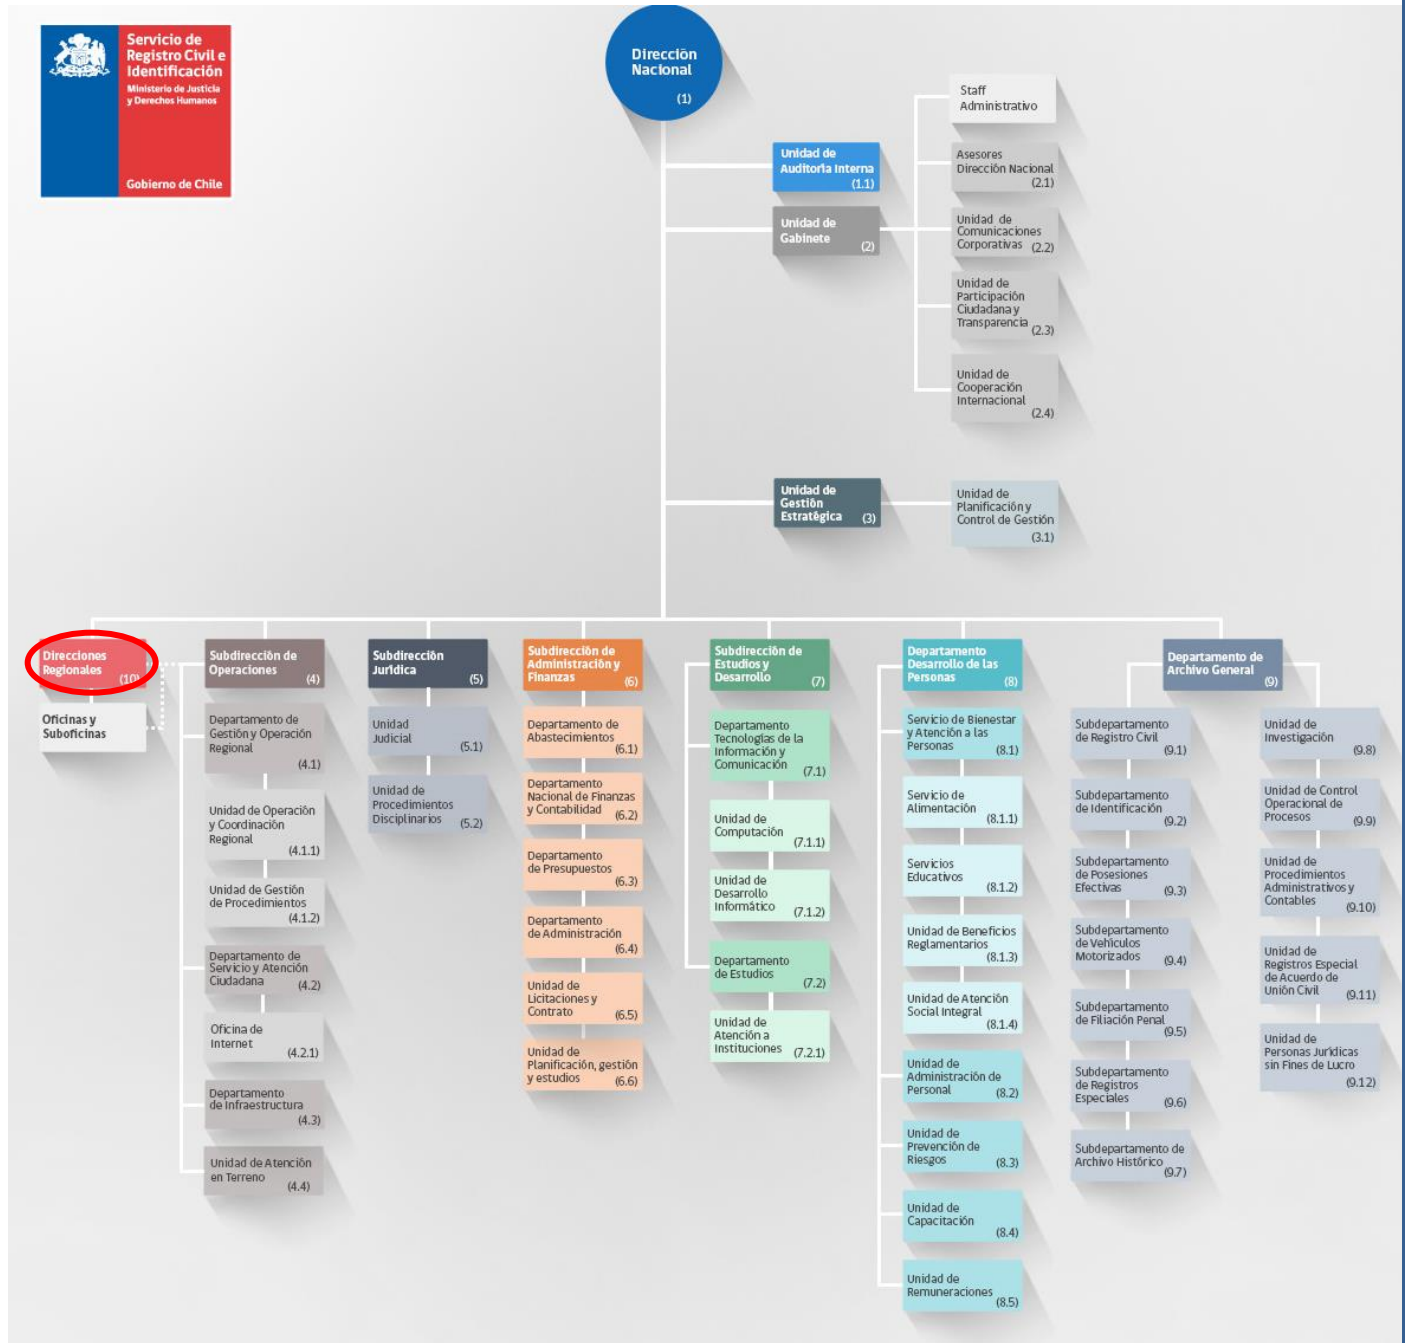 Servicio de
Registro Civil e
Identificación
Ministerio de Justicia
y Derechos Humanos
Gobierno de Chile
Dirección
Nacional
(1)
Unidad de
Auditoría Interna
(1.1)
Unidad de
Gabinete
(2)
Staff
Administrativo
Asesores
Dirección Nacional
(2.1)
Unidad de
Comunicaciones
Corporativas (2.2)
Unidad de
Participación
Ciudadana y
Transparencia
(2.3)
Unidad de
Cooperación
Internacional
(2.4)
Unidad de
Gestión
Estratégica (3)
Unidad de
Planificación y
Control de Gestión
(3.1)
Direcciones
Regionales
(10)
Oficinas y
Suboficinas
Subdirección de
Operaciones
(4)
Departamento de
Gestión y Operación
Regional
(4.1)
Unidad de Operación
y Coordinación
Regional
(4.1.1)
Unidad de Gestión
de Procedimientos
(4.1.2)
Departamento de
Servicio y Atención
Ciudadana (4.2)
Oficina de
Internet
(4.2.1)
Departamento
de Infraestructura
(4.3)
Unidad de Atención
en Terreno
(4.4)
Subdirección
Jurídica
(5)
Unidad
Judicial
(5.1)
Unidad de
Procedimientos
Disciplinarios (5.2)
Subdirección de
Administración y
Finanzas (6)
Departamento de
Abastecimientos
(6.1)
Departamento
Nacional de Finanzas
y Contabilidad (6.2)
Departamento
de Presupuestos
(6.3)
Departamento
de Administración
(6.4)
Unidad de
Licitaciones y
Contrato (6.5)
Unidad de
Planificación, gestión
y estudios (6.6)
Subdirección de
Estudios y
Desarrollo (7)
Departamento
Tecnologías de la
Información y
Comunicación (7.1)
Unidad de
Computación
(7.1.1)
Unidad de
Desarrollo
Informático (7.1.2)
Departamento
de Estudios
(7.2)
Unidad de
Atención a
Instituciones (7.2.1)
Departamento
Desarrollo de las
Personas (8)
Servicio de Bienestar
y Atención a las
Personas (8.1)
Servicio de
Alimentación
(8.1.1)
Servicios
Educativos
(8.1.2)
Unidad de Beneficios
Reglamentarios
(8.1.3)
Unidad de Atención
Social Integral
(8.1.4)
Unidad de
Administración de
Personal (8.2)
Unidad de
Prevención de
Riesgos (8.3)
Unidad de
Capacitación
(8.4)
Unidad de
Remuneraciones
(8.5)
Departamento de
Archivo General
(9)
Subdepartamento
de Registro Civil
(9.1)
Subdepartamento
de Identificación
(9.2)
Subdepartamento
de Posesiones
Efectivas (9.3)
Subdepartamento
de Vehículos
Motorizados (9.4)
Subdepartamento
de Filiación Penal
(9.5)
Subdepartamento
de Registros
Especiales (9.6)
Subdepartamento de
Archivo Histórico
(9.7)
Unidad de
Investigación
(9.8)
Unidad de Control
Operacional de
Procesos (9.9)
Unidad de
Procedimientos
Administrativos y
Contables (9.10)
Unidad de
Registros Especial
de Acuerdo de
Unión Civil (9.11)
Unidad de
Personas Jurídicas
sin Fines de Lucro
(9.12)